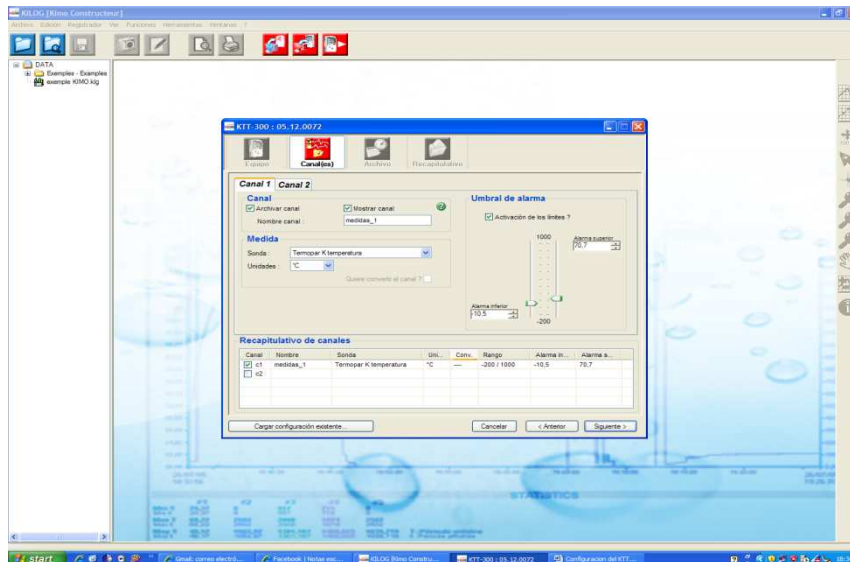 KILOG [Kimo Constructeur]
Archivo Edición Registrador Ver Funciones Herramientas Ventanas ?
DATA
Exemples - Examples
exemple KIMO.klg
KTT-300 : 05.12.0072
Equipo Canal(es) Archivo Recapitulativo
Canal 1 Canal 2
Canal
Archivar canal Mostrar canal
Nombre canal : medidas_1
Medida
Sonda : Termopar K temperatura
Unidades : °C
Quiere convertir el canal ?
Umbral de alarma
Activación de los límites ?
1000
Alarma superior
70,7
Alarma inferior
-10,5
-200
Recapitulativo de canales
Canal Nombre Sonda Uni... Conv. Rango Alarma in... Alarma s...
c1 medidas_1 Termopar K temperatura °C --- -200 / 1000 -10,5 70,7
c2
Cargar configuración existente... Cancelar < Anterior Siguiente >
STATISTICS
start Gmail: correo electró... Facebook | Notas esc... KILOG [Kimo Constru... KTT-300 : 05.12.0072 Configuracion del KTT...